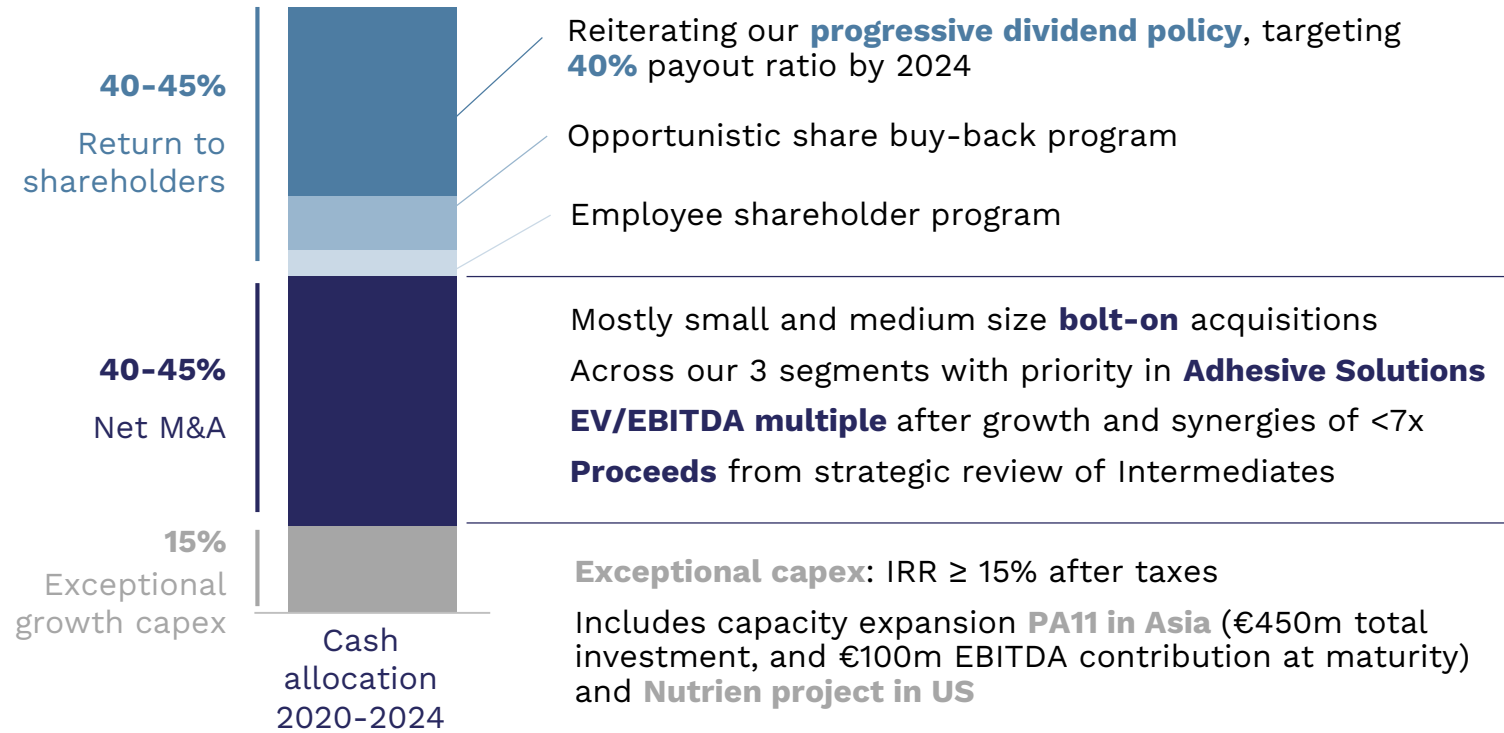 40-45%
Return to
shareholders
Reiterating our progressive dividend policy, targeting
40% payout ratio by 2024
Opportunistic share buy-back program
Employee shareholder program
40-45%
Net M&A
Mostly small and medium size bolt-on acquisitions
Across our 3 segments with priority in Adhesive Solutions
EV/EBITDA multiple after growth and synergies of <7x
Proceeds from strategic review of Intermediates
15%
Exceptional
growth capex
Exceptional capex: IRR ≥ 15% after taxes
Includes capacity expansion PA11 in Asia (€450m total
investment, and €100m EBITDA contribution at maturity)
and Nutrien project in US
Cash
allocation
2020-2024